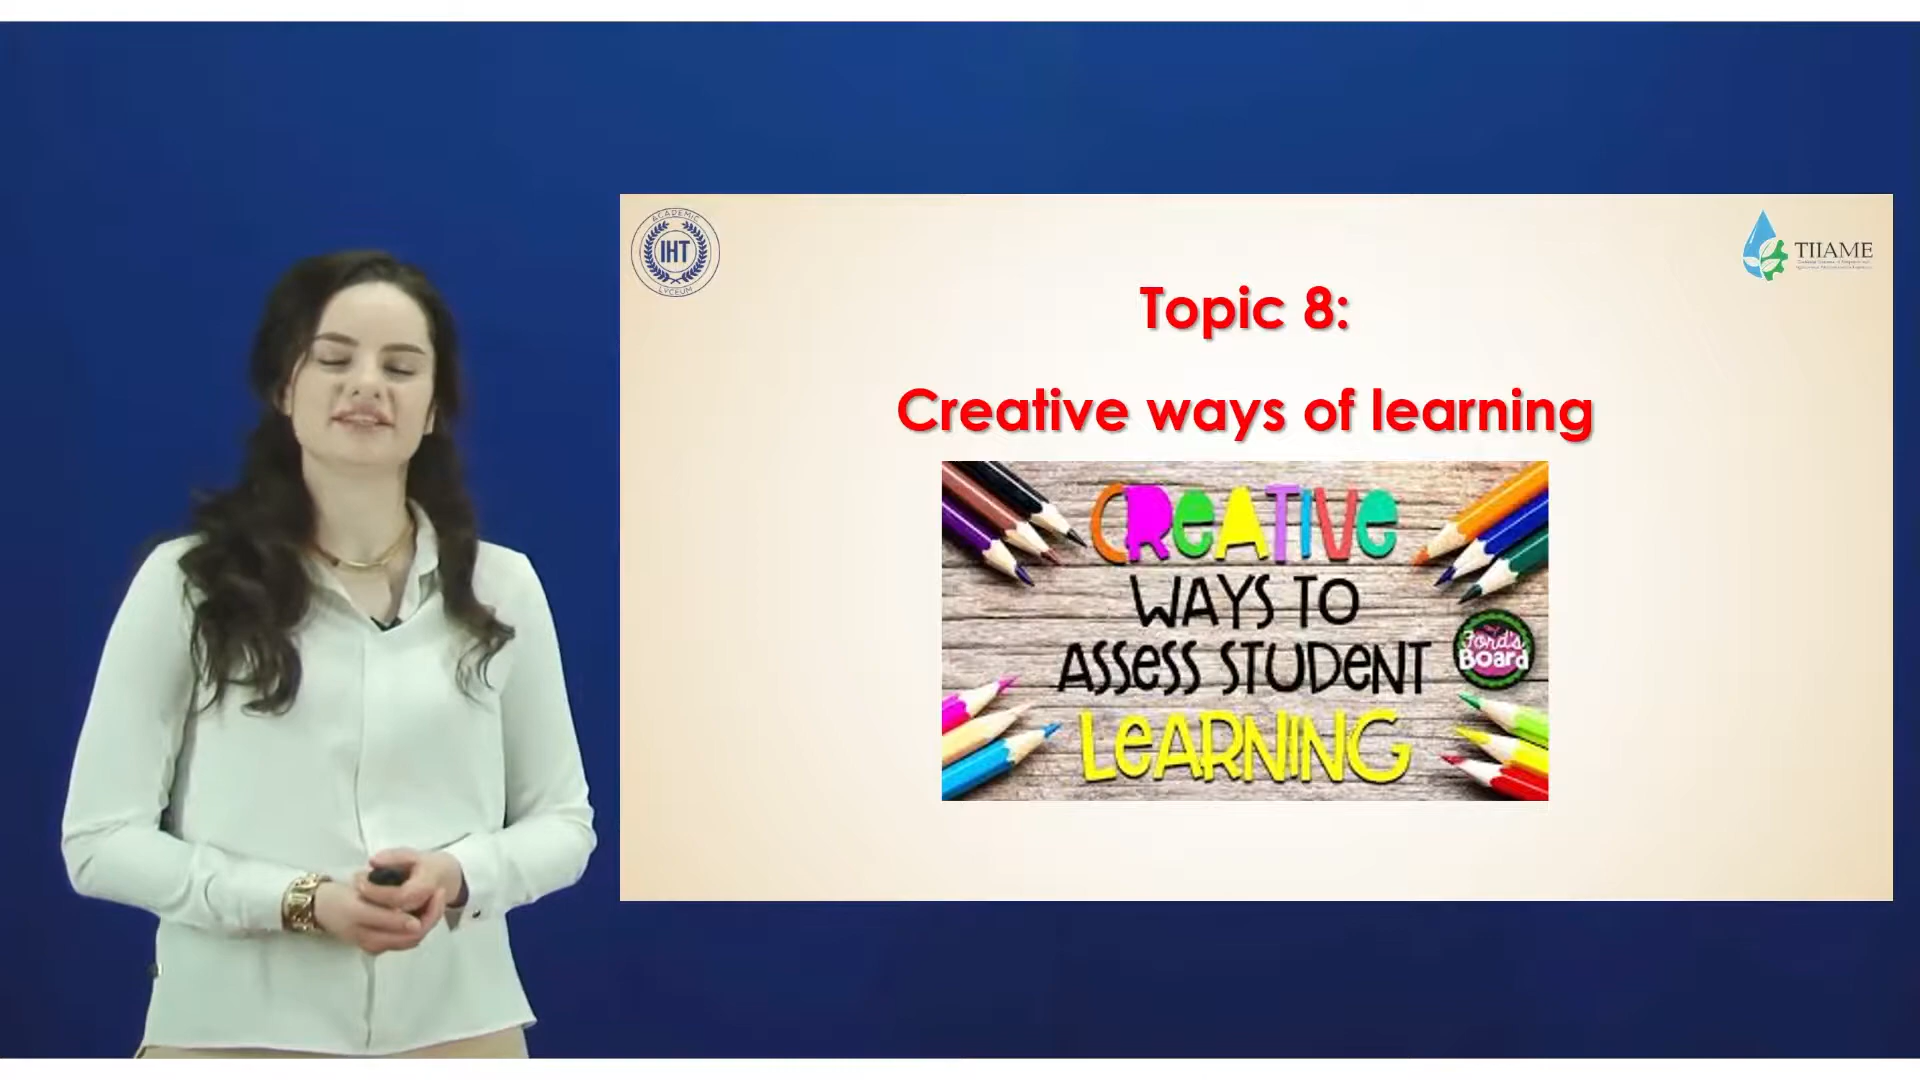 ACADEMIC
IHT
LYCEUM
TIIAME
Topic 8:
Creative ways of learning
CREATIVE
WAYS TO
ASSESS STUDENT
Ford's
Board
LEARNING